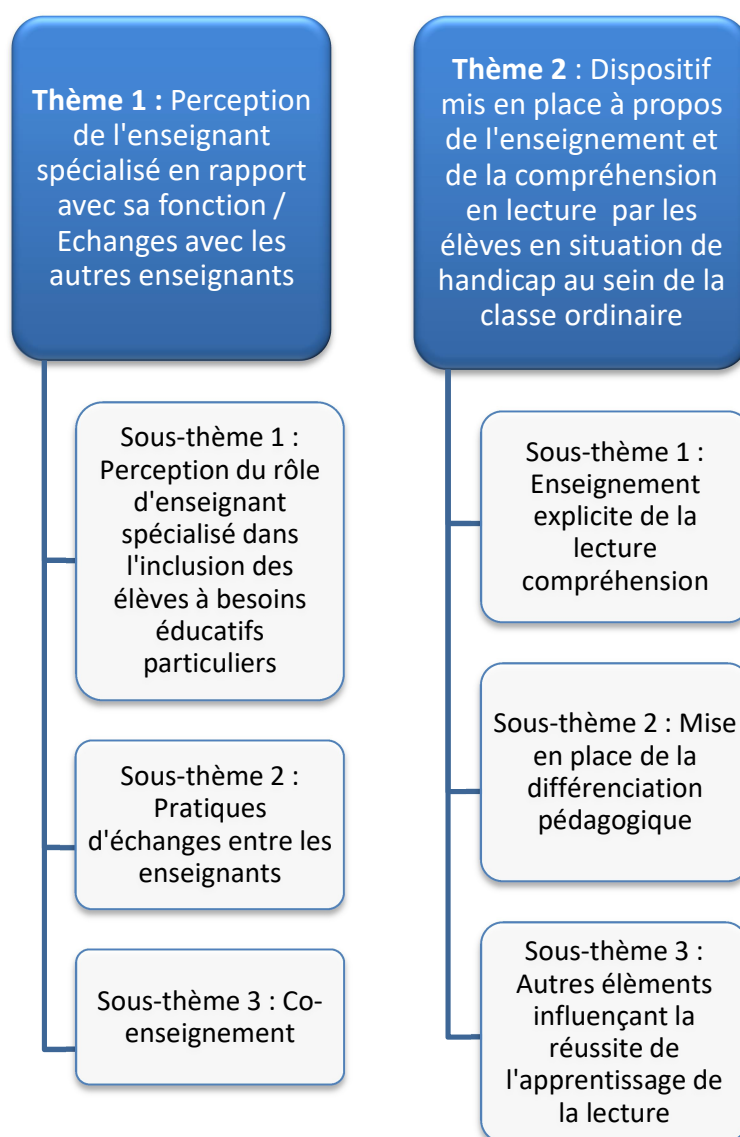 Thème 1 : Perception
de l'enseignant
spécialisé en rapport
avec sa fonction /
Echanges avec les
autres enseignants
Sous-thème 1 :
Perception du rôle
d'enseignant
spécialisé dans
l'inclusion des
élèves à besoins
éducatifs
particuliers
Sous-thème 2 :
Pratiques
d'échanges entre les
enseignants
Sous-thème 3 : Co-
enseignement
Thème 2 : Dispositif
mis en place à propos
de l'enseignement et
de la compréhension
en lecture par les
élèves en situation de
handicap au sein de la
classe ordinaire
Sous-thème 1 :
Enseignement
explicite de la
lecture
compréhension
Sous-thème 2 : Mise
en place de la
différenciation
pédagogique
Sous-thème 3 :
Autres élèments
influençant la
réussite de
l'apprentissage de
la lecture